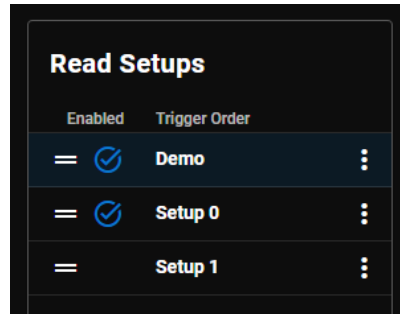 Read Setups
Enabled Trigger Order
Demo
Setup 0
Setup 1